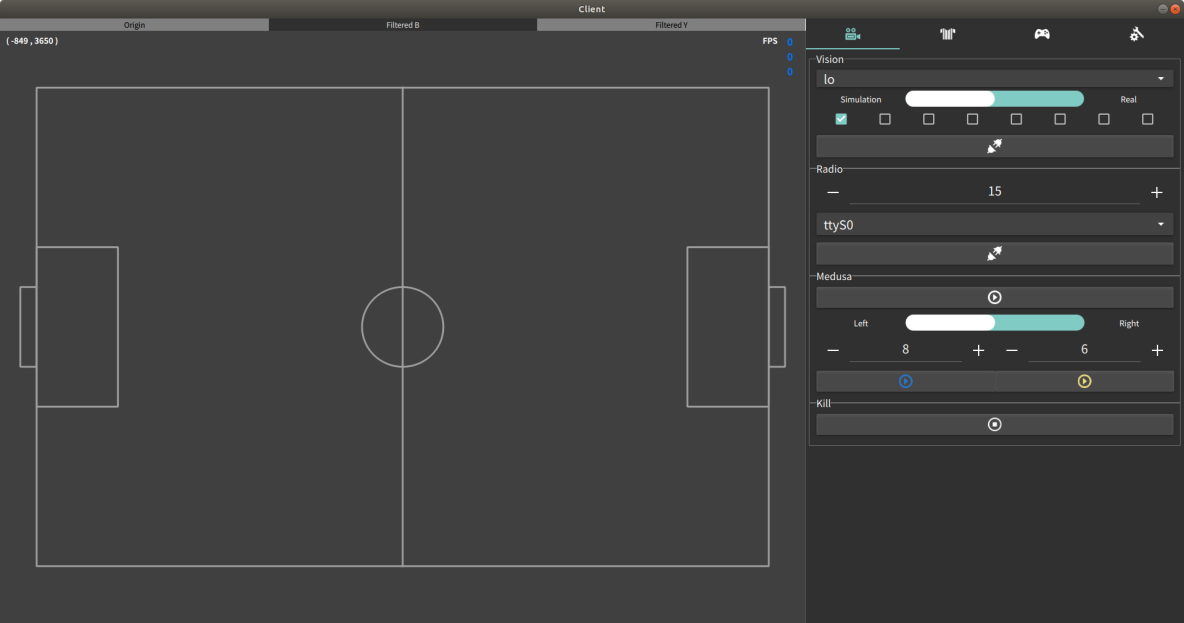 Client
Origin
Filtered B
Filtered Y
(-849,3650)
FPS 0
0
0
Vision
lo
Simulation
Real
Radio
15
ttyS0
Medusa
Left
Right
8
6
Kill